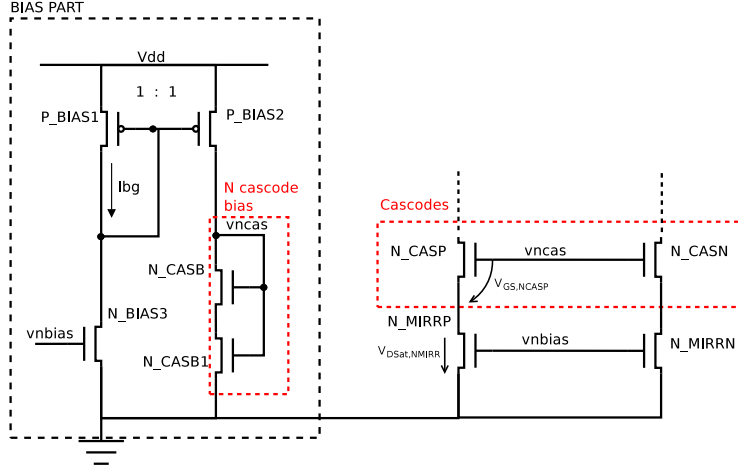 BIAS PART
Vdd
1 : 1
P_BIAS1
P_BIAS2
Ibg
N cascode
bias
vncas
N_CASB
N_BIAS3
vnbias
N_CASB1
Cascodes
N_CASP
vncas
N_CASN
VGS,NCASP
N_MIRRP
vnbias
N_MIRRN
VDSat,NMIRR